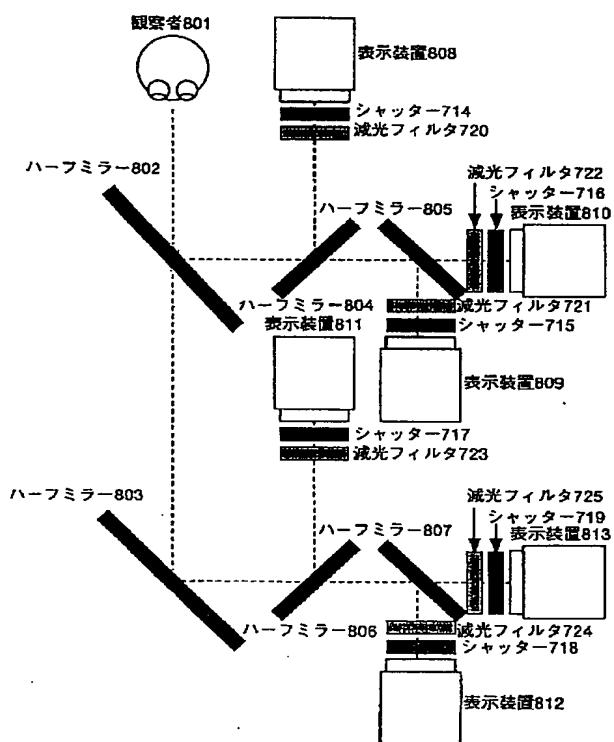 観察者801
表示装置808
シャッター714
減光フィルタ720
ハーフミラー802
減光フィルタ722
シャッター716
ハーフミラー805
表示装置810
ハーフミラー804
減光フィルタ721
表示装置811
シャッター715
表示装置809
シャッター717
減光フィルタ723
ハーフミラー803
減光フィルタ725
シャッター719
ハーフミラー807
表示装置813
ハーフミラー806
減光フィルタ724
シャッター718
表示装置812